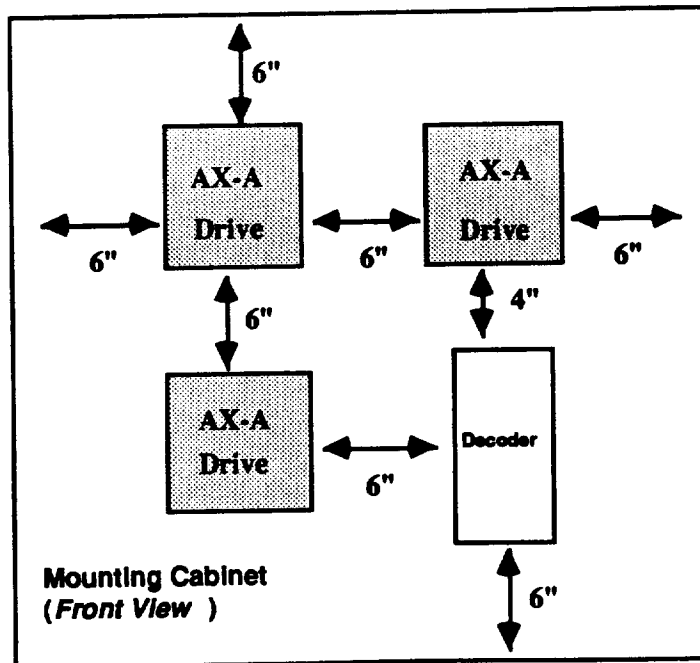 6"
AX-A
Drive
AX-A
Drive
6"
6"
6"
6"
4"
AX-A
Drive
Decoder
6"
6"
Mounting Cabinet
(Front View )